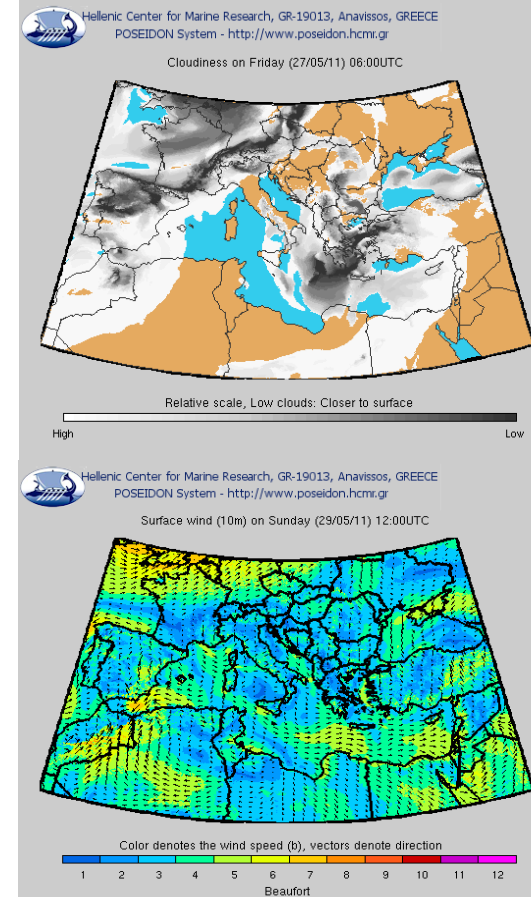 Hellenic Center for Marine Research, GR-19013, Anavissos, GREECE
POSEIDON System - http://www.poseidon.hcmr.gr
Cloudiness on Friday (27/05/11) 06:00UTC
Relative scale, Low clouds: Closer to surface
High Low
Hellenic Center for Marine Research, GR-19013, Anavissos, GREECE
POSEIDON System - http://www.poseidon.hcmr.gr
Surface wind (10m) on Sunday (29/05/11) 12:00UTC
Color denotes the wind speed (b), vectors denote direction
1 2 3 4 5 6 7 8 9 10 11 12
Beaufort